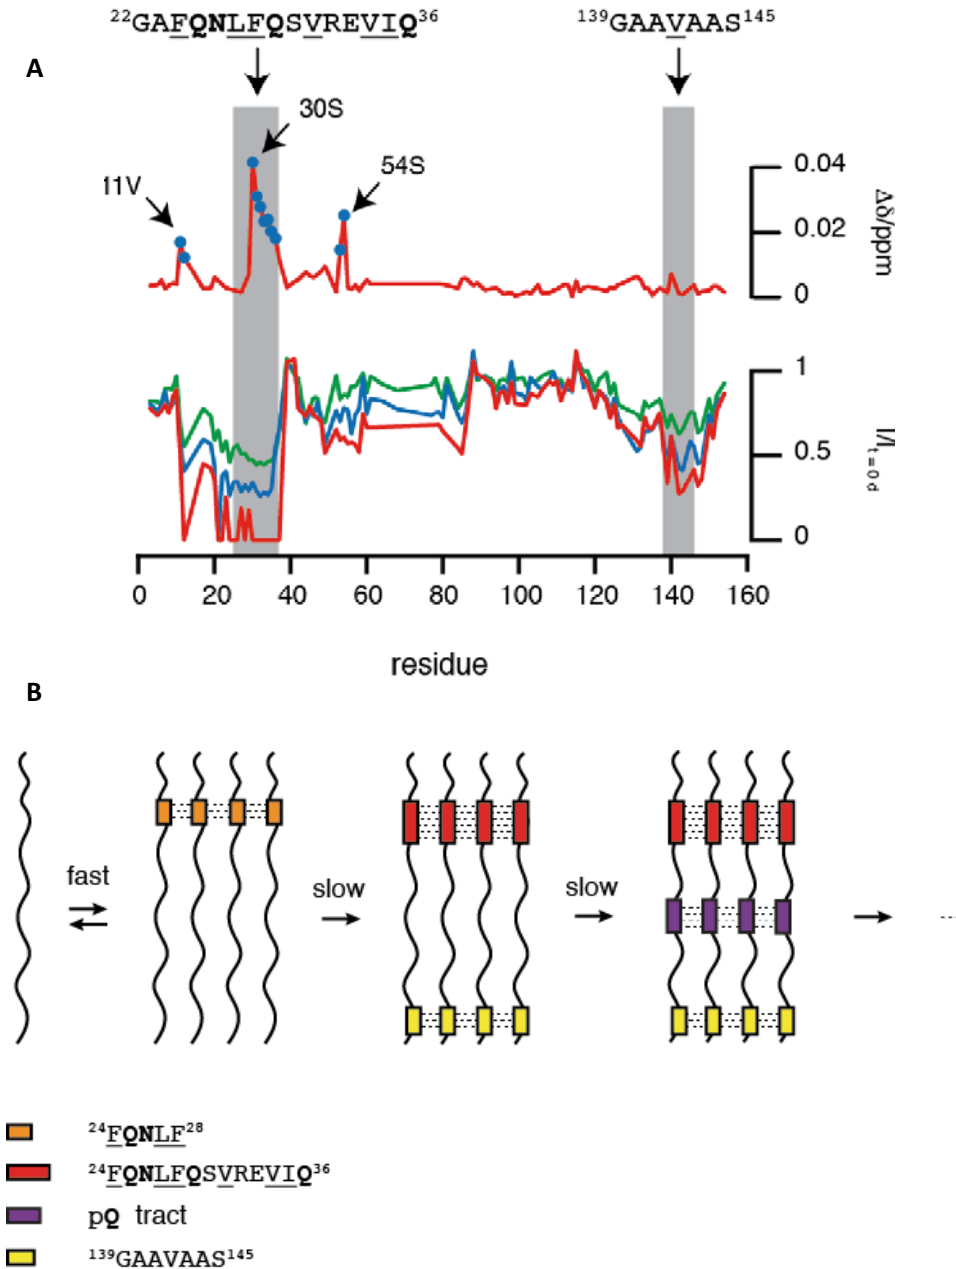 ²²GAFQNLFQSVREVIQ³⁶ ¹³⁹GAAVAAS¹⁴⁵
A
30S
11V
54S
0.04
0.02
0
Δδ/ppm
1
0.5
0
I/I t = 0 d
0 20 40 60 80 100 120 140 160
residue
B
fast
slow
slow
²⁴FQNLF²⁸
²⁴FQNLFQSVREVIQ³⁶
pQ tract
¹³⁹GAAVAAS¹⁴⁵